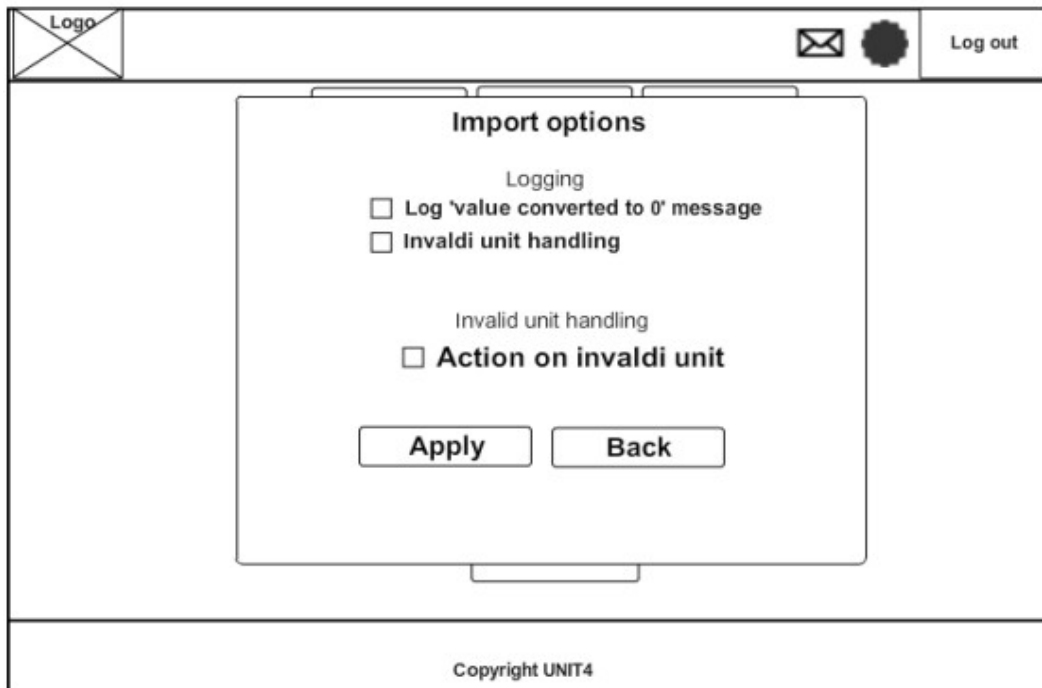 Logo
Log out
Import options
Logging
Log 'value converted to 0' message
Invaldi unit handling
Invalid unit handling
Action on invaldi unit
Apply
Back
Copyright UNIT4